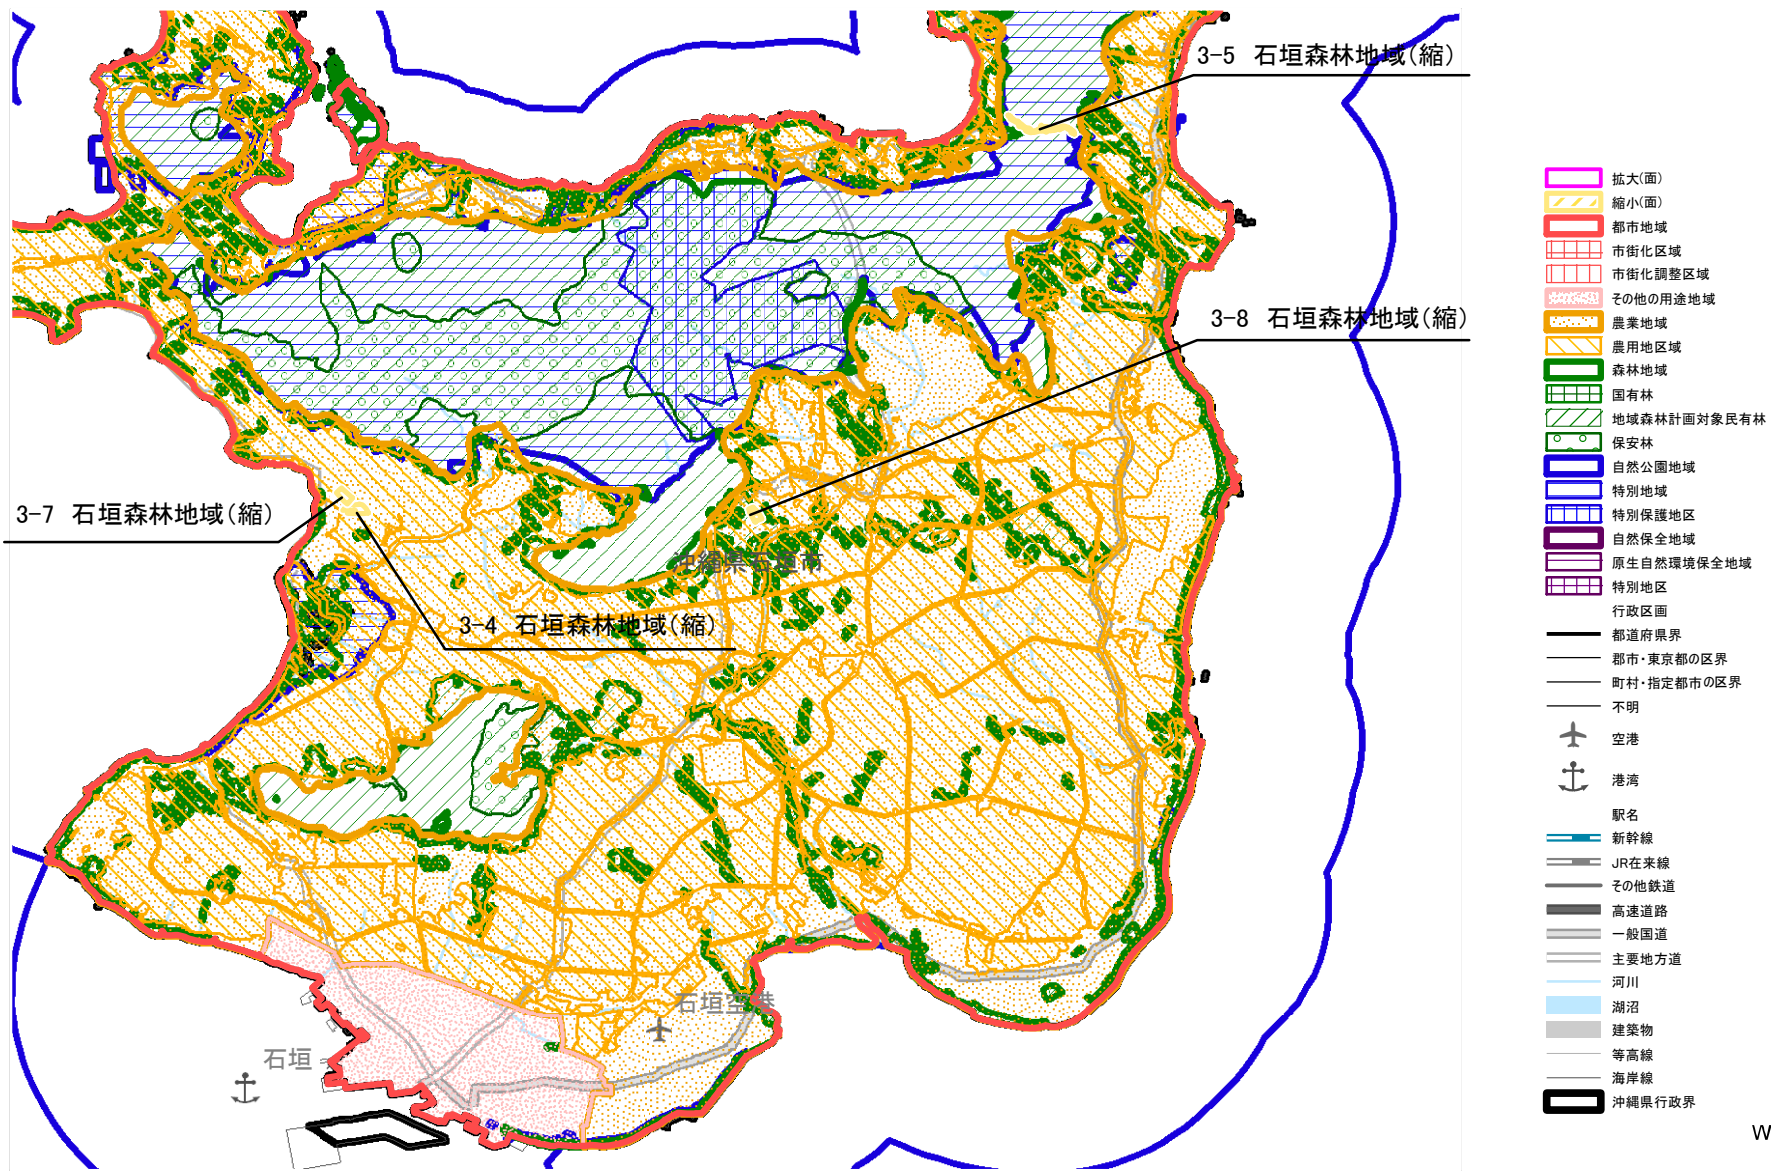 3-5 石垣森林地域(縮)
3-8 石垣森林地域(縮)
3-7 石垣森林地域(縮)
沖縄県石垣市
3-4 石垣森林地域(縮)
石垣空港
石垣
拡大(面)
縮小(面)
都市地域
市街化区域
市街化調整区域
その他の用途地域
農業地域
農用地区域
森林地域
国有林
地域森林計画対象民有林
保安林
自然公園地域
特別地域
特別保護地区
自然保全地域
原生自然環境保全地域
特別地区
行政区画
都道府県界
郡市・東京都の区界
町村・指定都市の区界
不明
空港
港湾
駅名
新幹線
JR在来線
その他鉄道
高速道路
一般国道
主要地方道
河川
湖沼
建築物
等高線
海岸線
沖縄県行政界
W